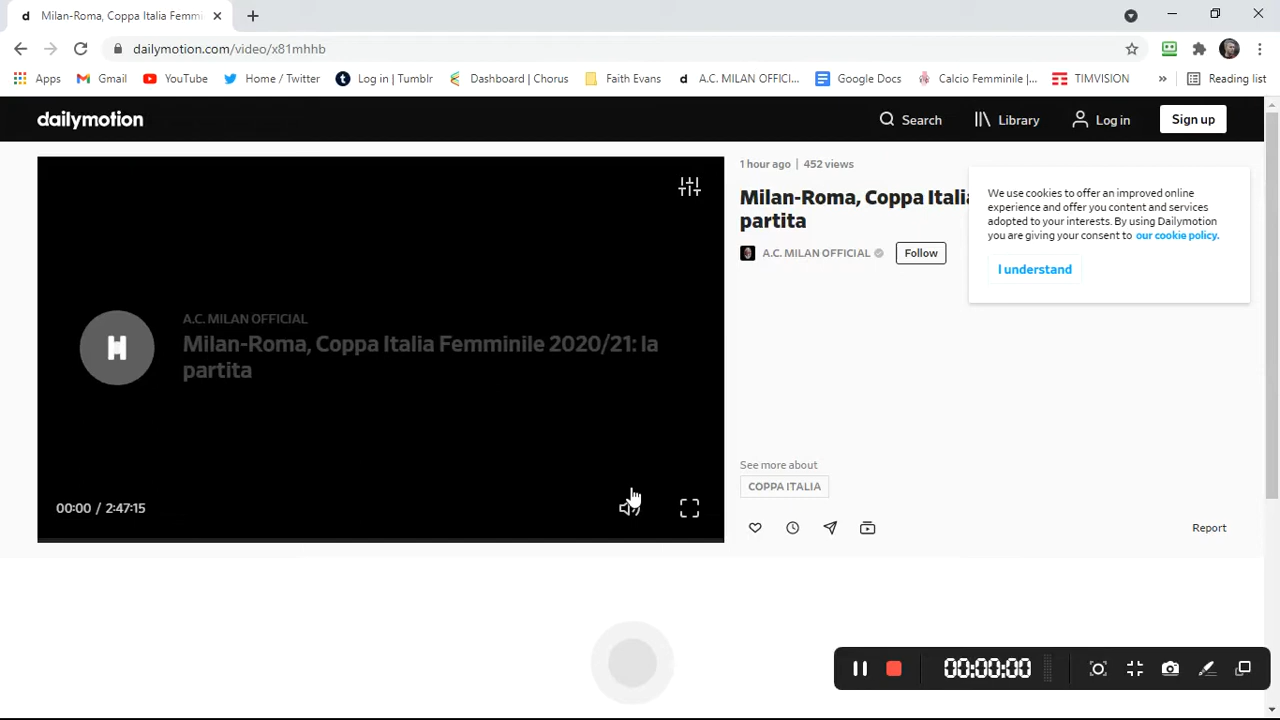 d Milan-Roma, Coppa Italia Femmi
dailymotion.com/video/x81mhhb
Apps Gmail YouTube Home / Twitter Log in | Tumblr Dashboard | Chorus Faith Evans d A.C. MILAN OFFICI... Google Docs Calcio Femminile |... TIMVISION » Reading list
dailymotion Search Library Log in Sign up
1 hour ago | 452 views
Milan-Roma, Coppa Italia
partita
A.C. MILAN OFFICIAL Follow
We use cookies to offer an improved online
experience and offer you content and services
adopted to your interests. By using Dailymotion
you are giving your consent to our cookie policy.
I understand
A.C. MILAN OFFICIAL
Milan-Roma, Coppa Italia Femminile 2020/21: la
partita
00:00 / 2:47:15
See more about
COPPA ITALIA
Report
00:00:00